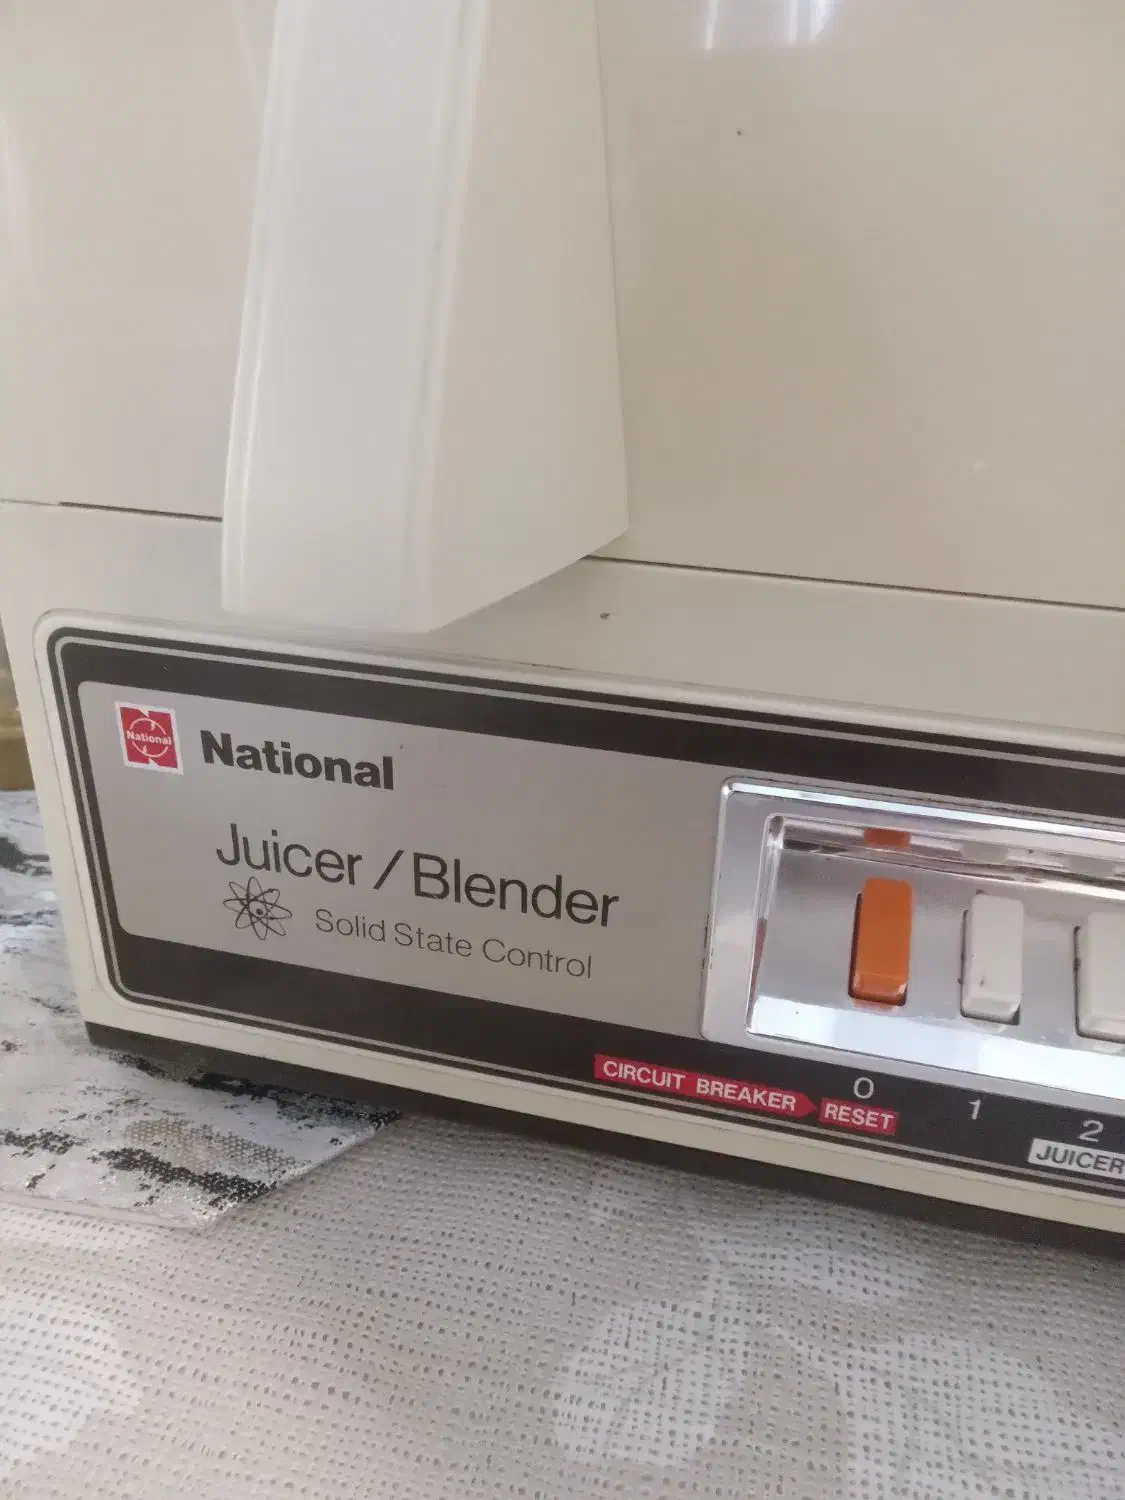 National
National
Juicer / Blender
Solid State Control
CIRCUIT BREAKER
0
RESET
1
2
JUICER